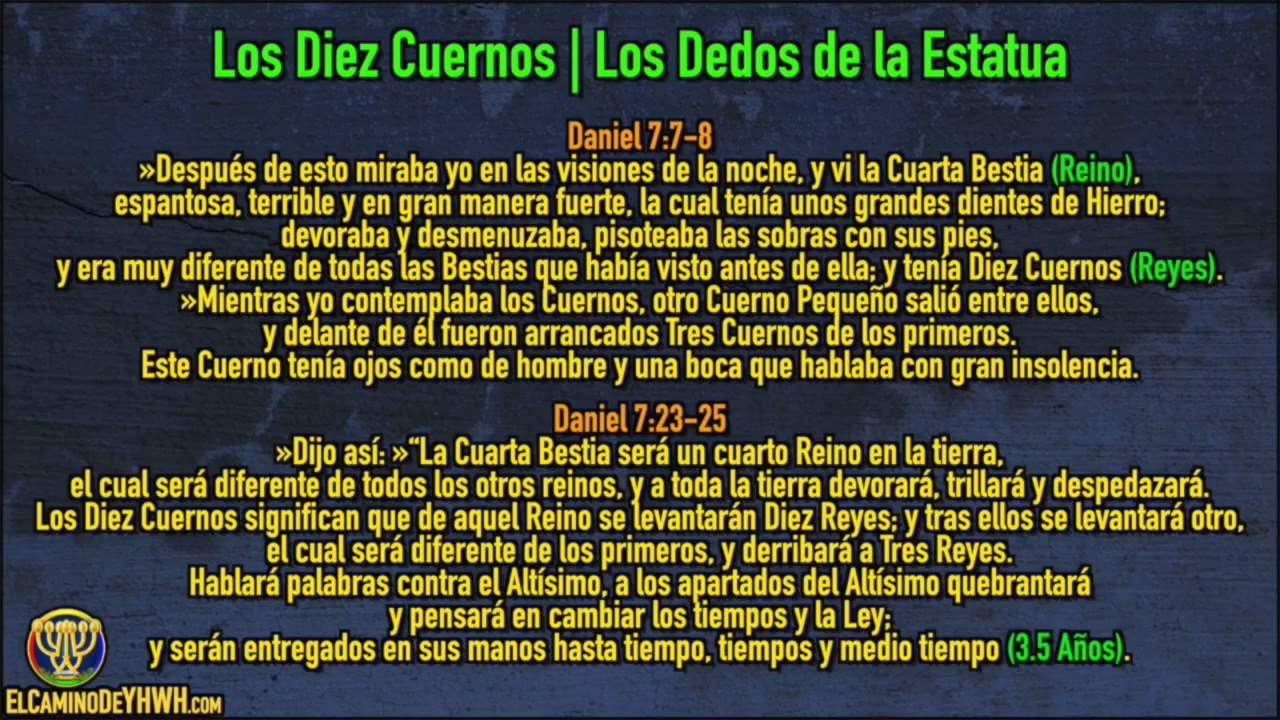 Los Diez Cuernos | Los Dedos de la Estatua
Daniel 7:7-8
»Después de esto miraba yo en las visiones de la noche, y vi la Cuarta Bestia (Reino),
espantosa, terrible y en gran manera fuerte, la cual tenía unos grandes dientes de Hierro;
devoraba y desmenuzaba, pisoteaba las sobras con sus pies,
y era muy diferente de todas las Bestias que había visto antes de ella; y tenía Diez Cuernos (Reyes).
»Mientras yo contemplaba los Cuernos, otro Cuerno Pequeño salió entre ellos,
y delante de él fueron arrancados Tres Cuernos de los primeros.
Este Cuerno tenía ojos como de hombre y una boca que hablaba con gran insolencia.
Daniel 7:23-25
»Dijo así: »“La Cuarta Bestia será un cuarto Reino en la tierra,
el cual será diferente de todos los otros reinos, y a toda la tierra devorará, trillará y despedazará.
Los Diez Cuernos significan que de aquel Reino se levantarán Diez Reyes; y tras ellos se levantará otro,
el cual será diferente de los primeros, y derribará a Tres Reyes.
Hablará palabras contra el Altísimo, a los apartados del Altísimo quebrantará
y pensará en cambiar los tiempos y la Ley;
y serán entregados en sus manos hasta tiempo, tiempos y medio tiempo (3.5 Años).
ELCAMINODEYHWH.COM